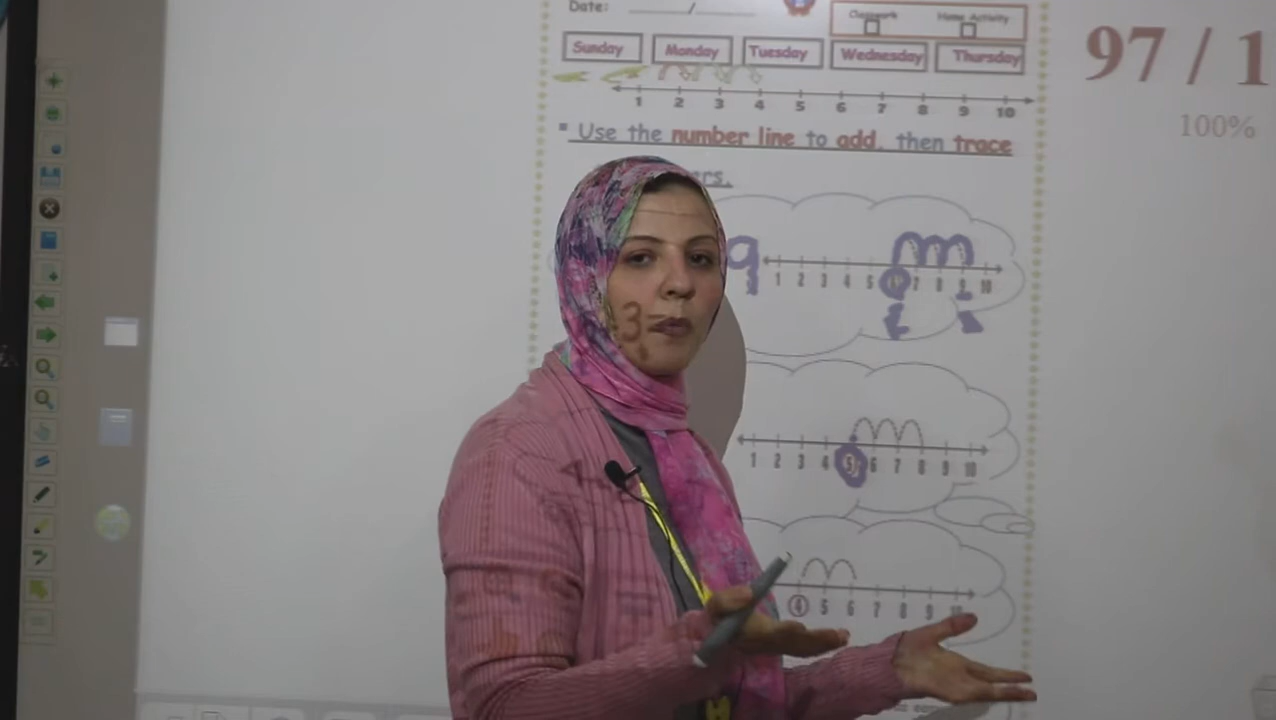 Date: ____/____
Classwork Home Activity
Sunday Monday Tuesday Wednesday Thursday
1 2 3 4 5 6 7 8 9 10
Use the number line to add, then trace
97 / 1
100%
9
1 2 3 4 5 6 7 8 9 10
1 2 3 4 5 6 7 8 9 10
4 5 6 7 8 9 10